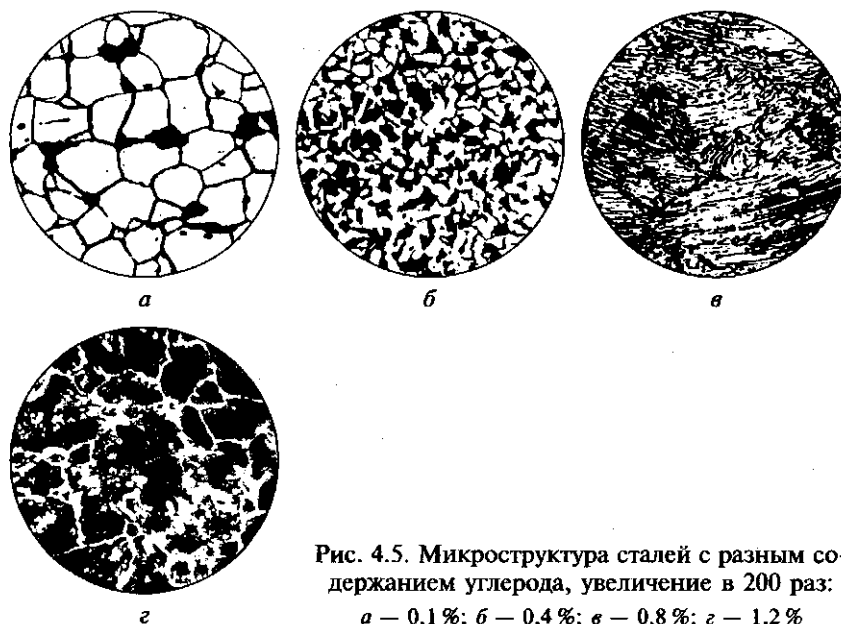 а
б
в
г
Рис. 4.5. Микроструктура сталей с разным со-
держанием углерода, увеличение в 200 раз:
а — 0,1 %; б — 0,4 %; в — 0,8 %; г — 1,2 %